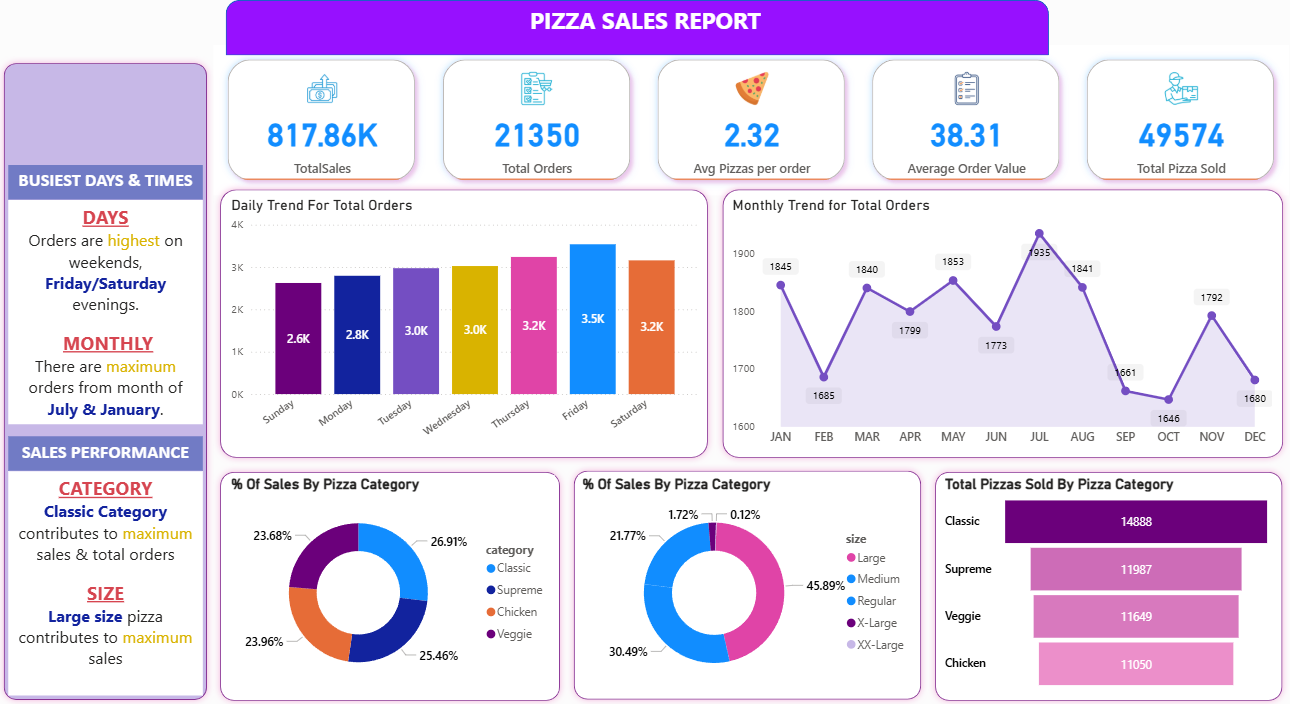 PIZZA SALES REPORT
817.86K
TotalSales
21350
Total Orders
2.32
Avg Pizzas per order
38.31
Average Order Value
49574
Total Pizza Sold
BUSIEST DAYS & TIMES
DAYS
Orders are highest on
weekends,
Friday/Saturday
evenings.
MONTHLY
There are maximum
orders from month of
July & January.
SALES PERFORMANCE
CATEGORY
Classic Category
contributes to maximum
sales & total orders
SIZE
Large size pizza
contributes to maximum
sales
Daily Trend For Total Orders
4K
3K
2K
1K
0K
2.6K
2.8K
3.0K
3.0K
3.2K
3.5K
3.2K
Sunday
Monday
Tuesday
Wednesday
Thursday
Friday
Saturday
Monthly Trend for Total Orders
1900
1800
1700
1600
1845
1685
1840
1799
1853
1773
1935
1841
1661
1646
1792
1680
JAN FEB MAR APR MAY JUN JUL AUG SEP OCT NOV DEC
% Of Sales By Pizza Category
23.68%
26.91%
23.96%
25.46%
category
Classic
Supreme
Chicken
Veggie
% Of Sales By Pizza Category
1.72%
0.12%
21.77%
45.89%
30.49%
size
Large
Medium
Regular
X-Large
XX-Large
Total Pizzas Sold By Pizza Category
Classic 14888
Supreme 11987
Veggie 11649
Chicken 11050